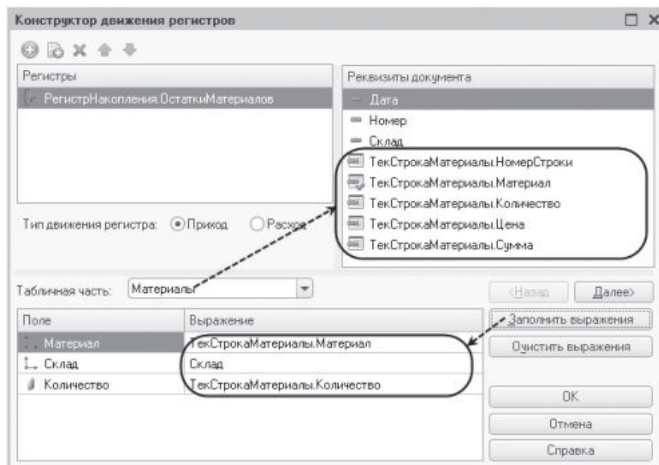 Конструктор движения регистров
Регистры
РегистрНакопления.ОстаткиМатериалов
Реквизиты документа
Дата
Номер
Склад
ТекСтрокаМатериалы.НомерСтроки
ТекСтрокаМатериалы.Материал
ТекСтрокаМатериалы.Количество
ТекСтрокаМатериалы.Цена
ТекСтрокаМатериалы.Сумма
Тип движения регистра: Приход Расход
Табличная часть: Материалы
<Назад Далее>
Поле Выражение
Материал ТекСтрокаМатериалы.Материал
Склад Склад
Количество ТекСтрокаМатериалы.Количество
Заполнить выражения
Очистить выражения
OK
Отмена
Справка